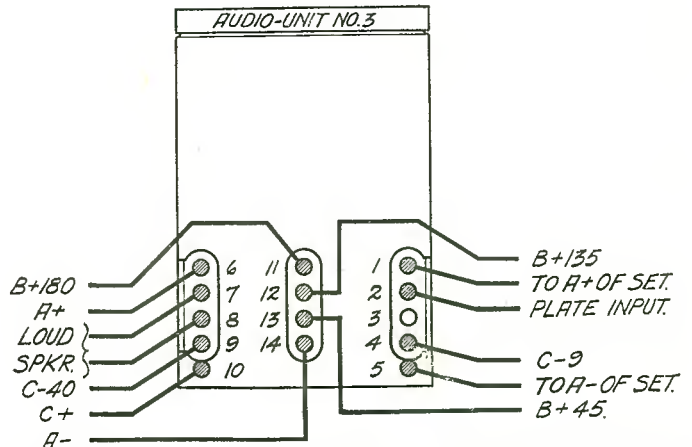 AUDIO-UNIT NO.3
B+180
A+
LOUD
SPKR.
C-40
C+
A-
6
7
8
9
10
11
12
13
14
1
2
3
4
5
B+135
TO A+ OF SET.
PLATE INPUT.
C-9
TO A- OF SET.
B+45.